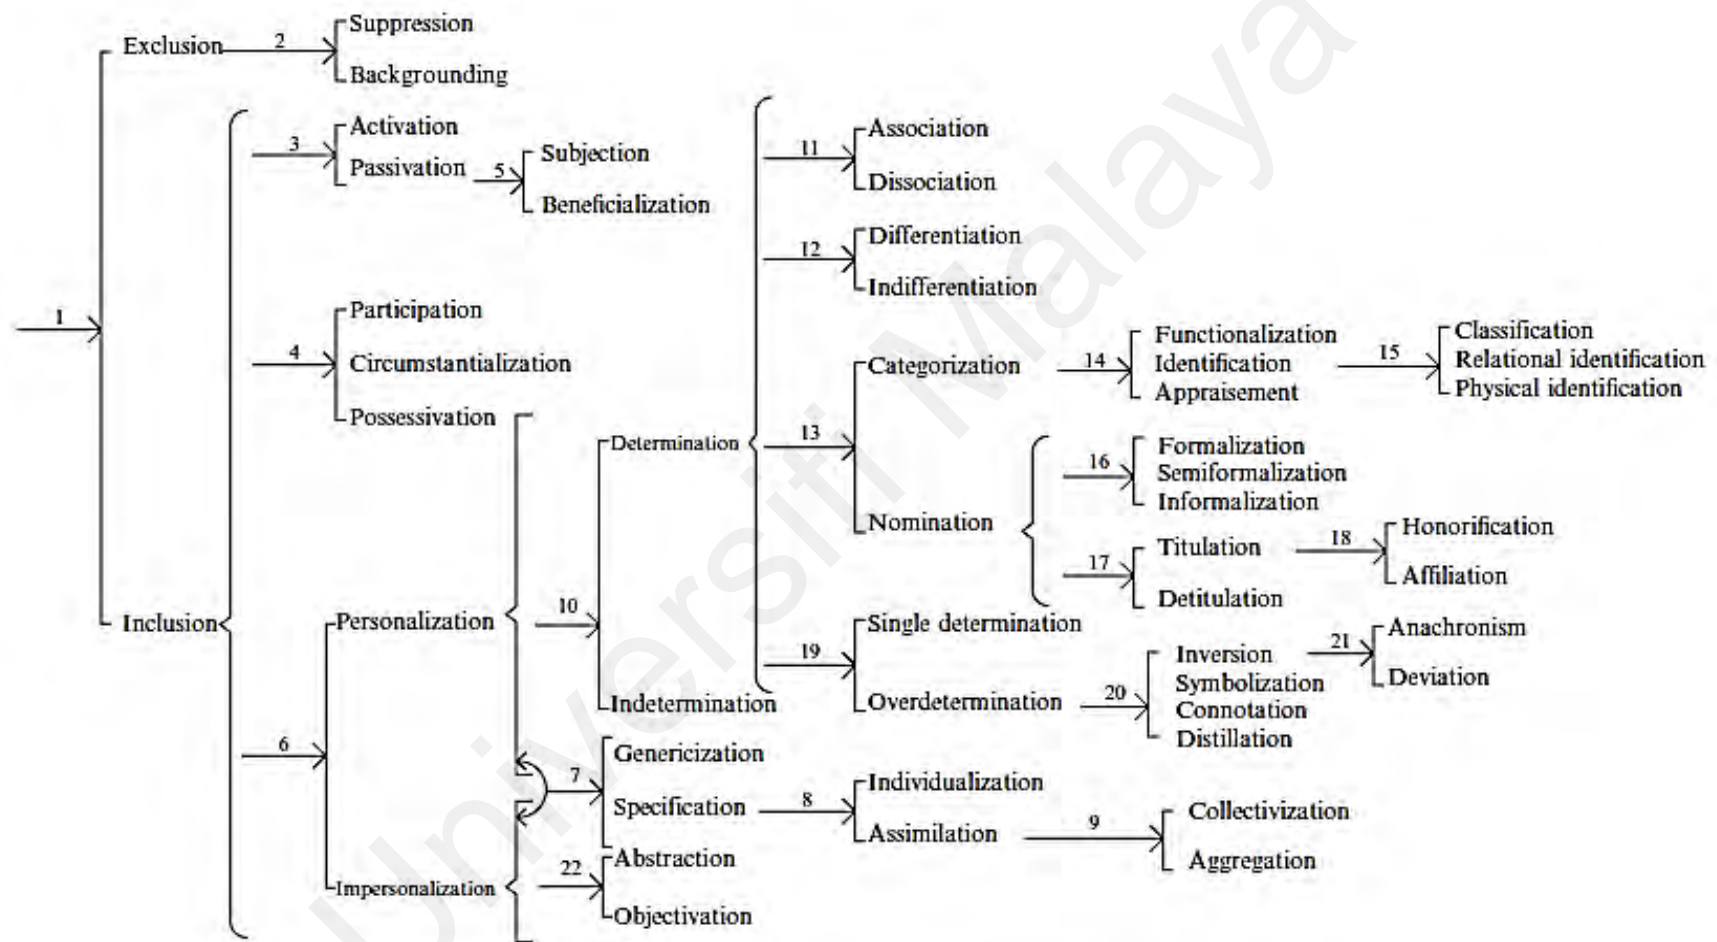 Exclusion 2 Suppression
Backgrounding
3 Activation
Passivation 5 Subjection
Beneficialization
1
4 Participation
Circumstantialization
Possessivation
Inclusion
6 Personalization
Impersonalization
10 Determination
Indetermination
7 Genericization
Specification 8 Individualization
Assimilation 9 Collectivization
Aggregation
22 Abstraction
Objectivation
11 Association
Dissociation
12 Differentiation
Indifferentiation
13 Categorization 14 Functionalization
Identification 15 Classification
Relational identification
Physical identification
Appraisement
Nomination
16 Formalization
Semiformalization
Informalization
17 Titulation 18 Honorification
Affiliation
Detitulation
19 Single determination
Overdetermination 20 Inversion 21 Anachronism
Deviation
Symbolization
Connotation
Distillation
Universiti Malaya